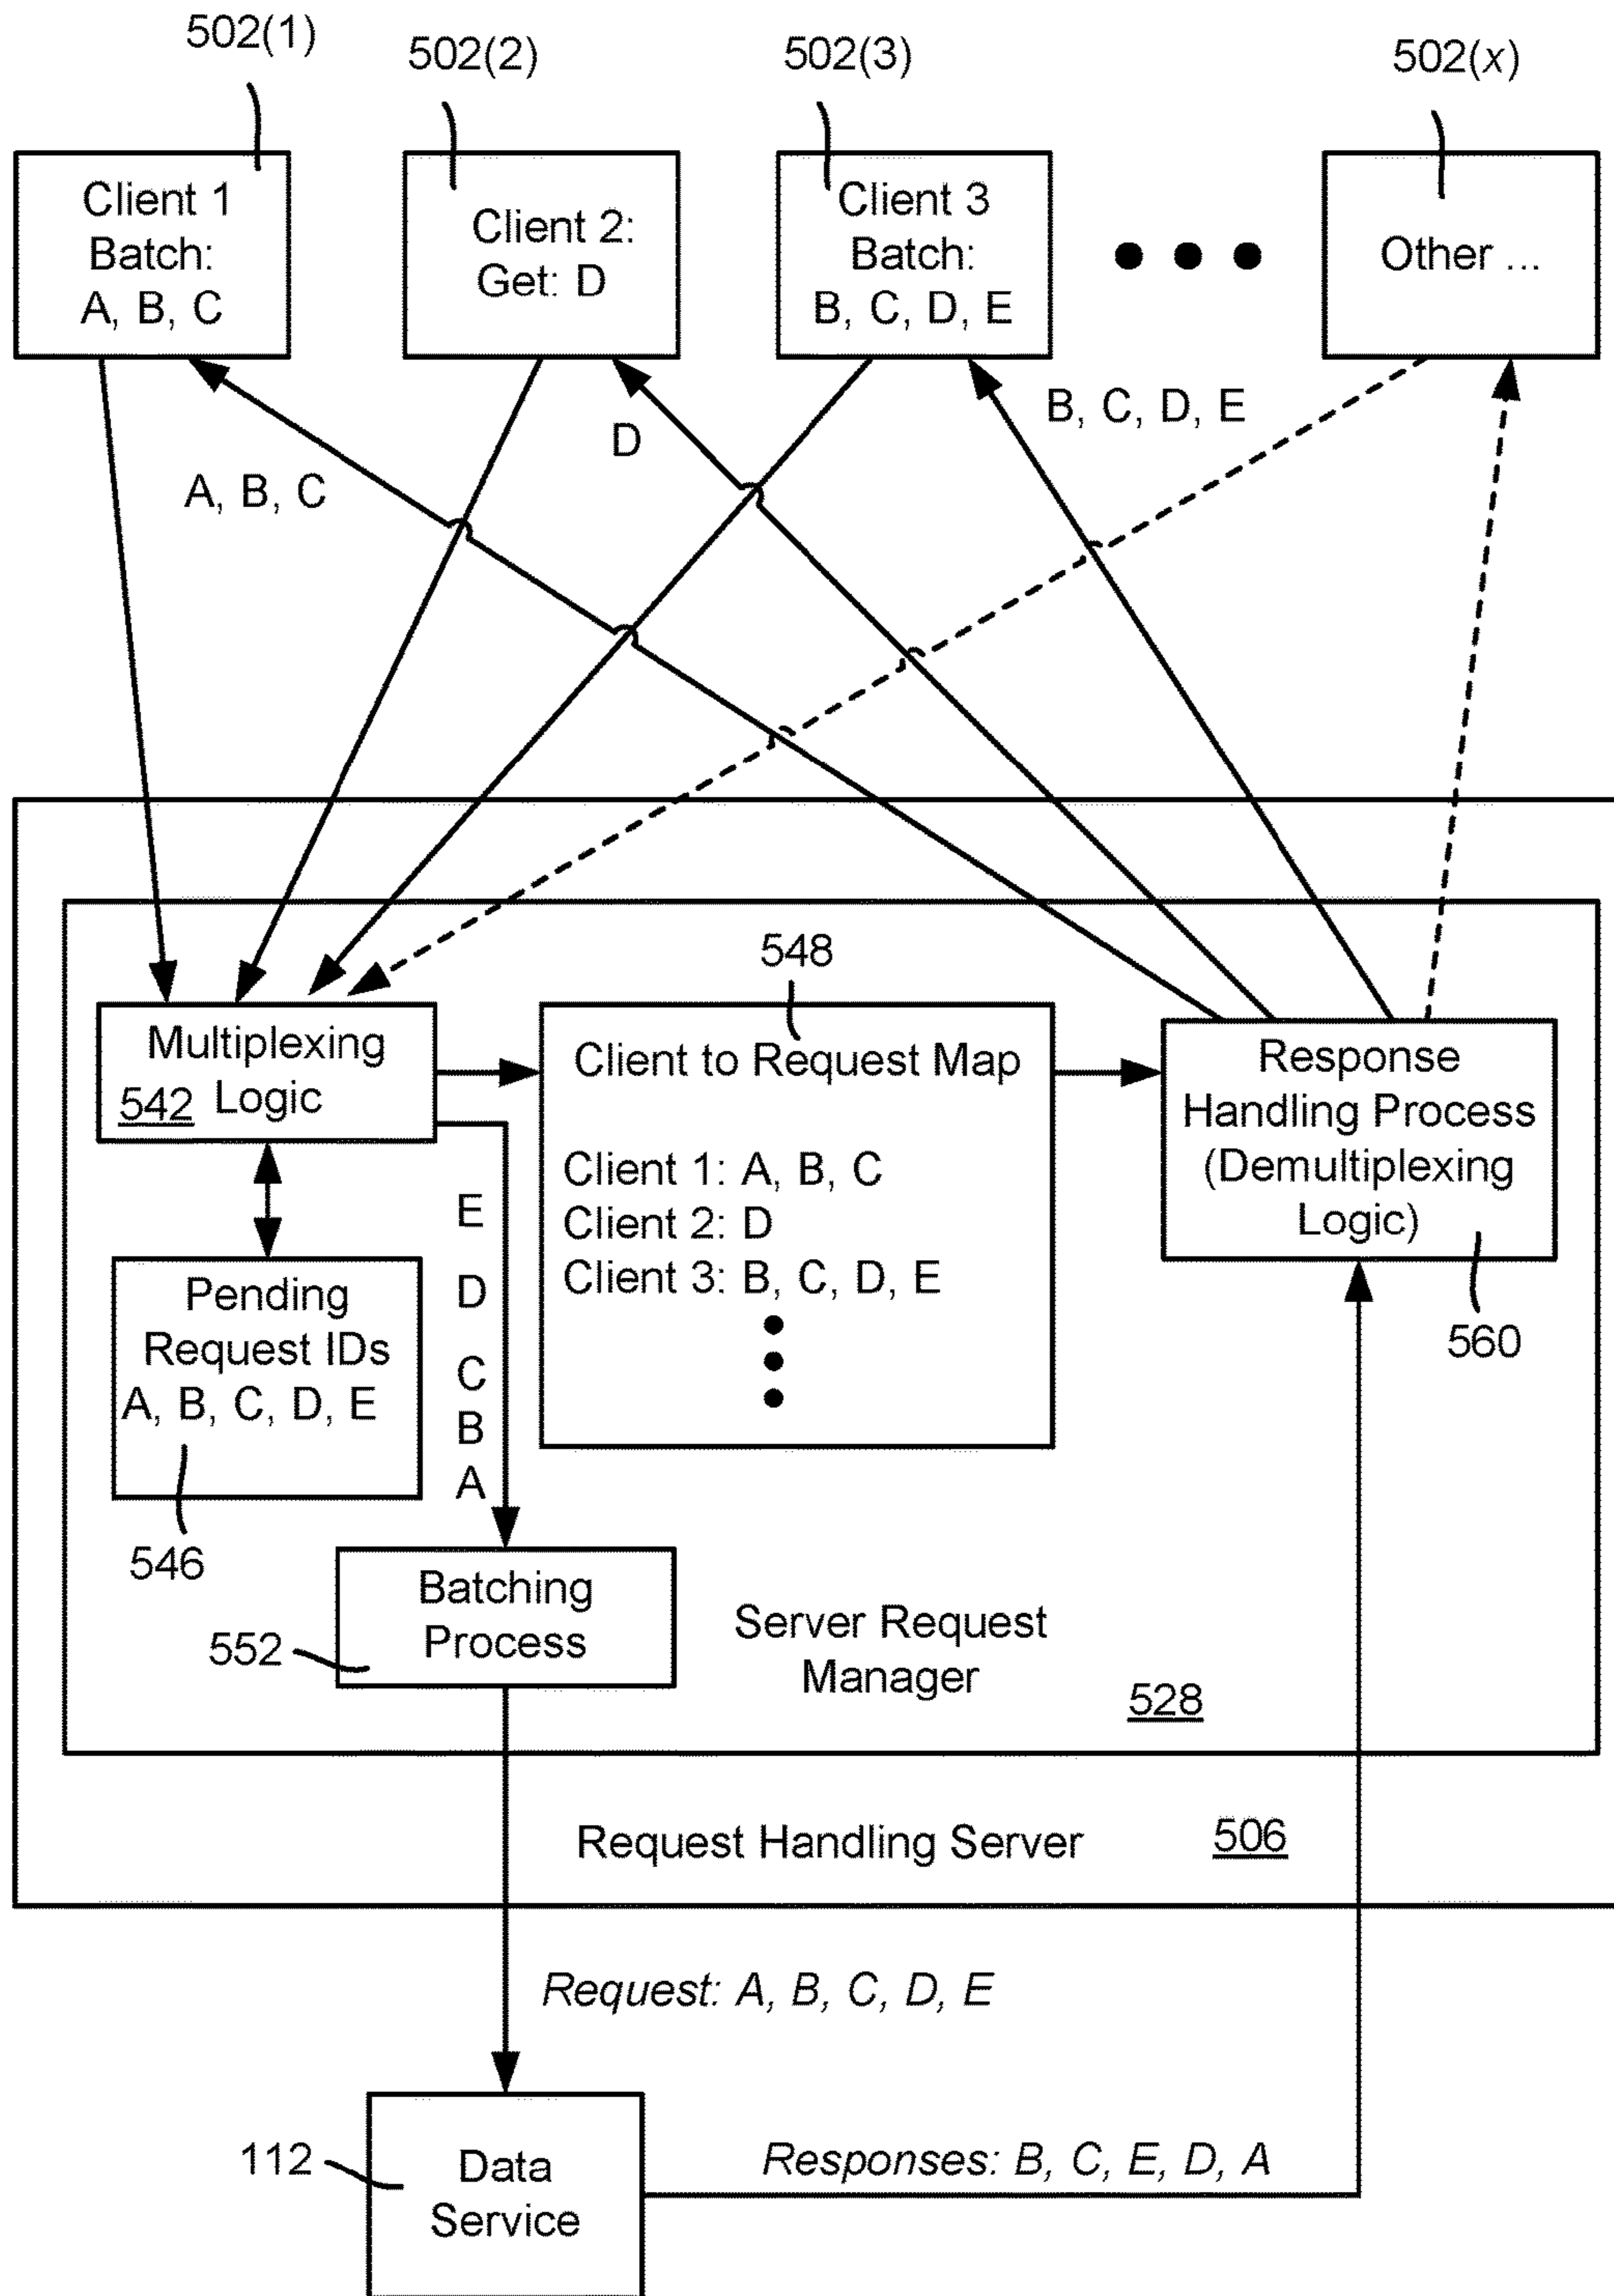 502(1)
502(2)
502(3)
502(x)
Client 1
Batch:
A, B, C
Client 2:
Get: D
Client 3
Batch:
B, C, D, E
Other ...
A, B, C
D
B, C, D, E
548
Multiplexing
542 Logic
Client to Request Map
Client 1: A, B, C
Client 2: D
Client 3: B, C, D, E
Response
Handling Process
(Demultiplexing
Logic)
560
E
D
C
B
A
Pending
Request IDs
A, B, C, D, E
546
Batching
Process
552
Server Request
Manager
528
Request Handling Server
506
Request: A, B, C, D, E
112
Data
Service
Responses: B, C, E, D, A